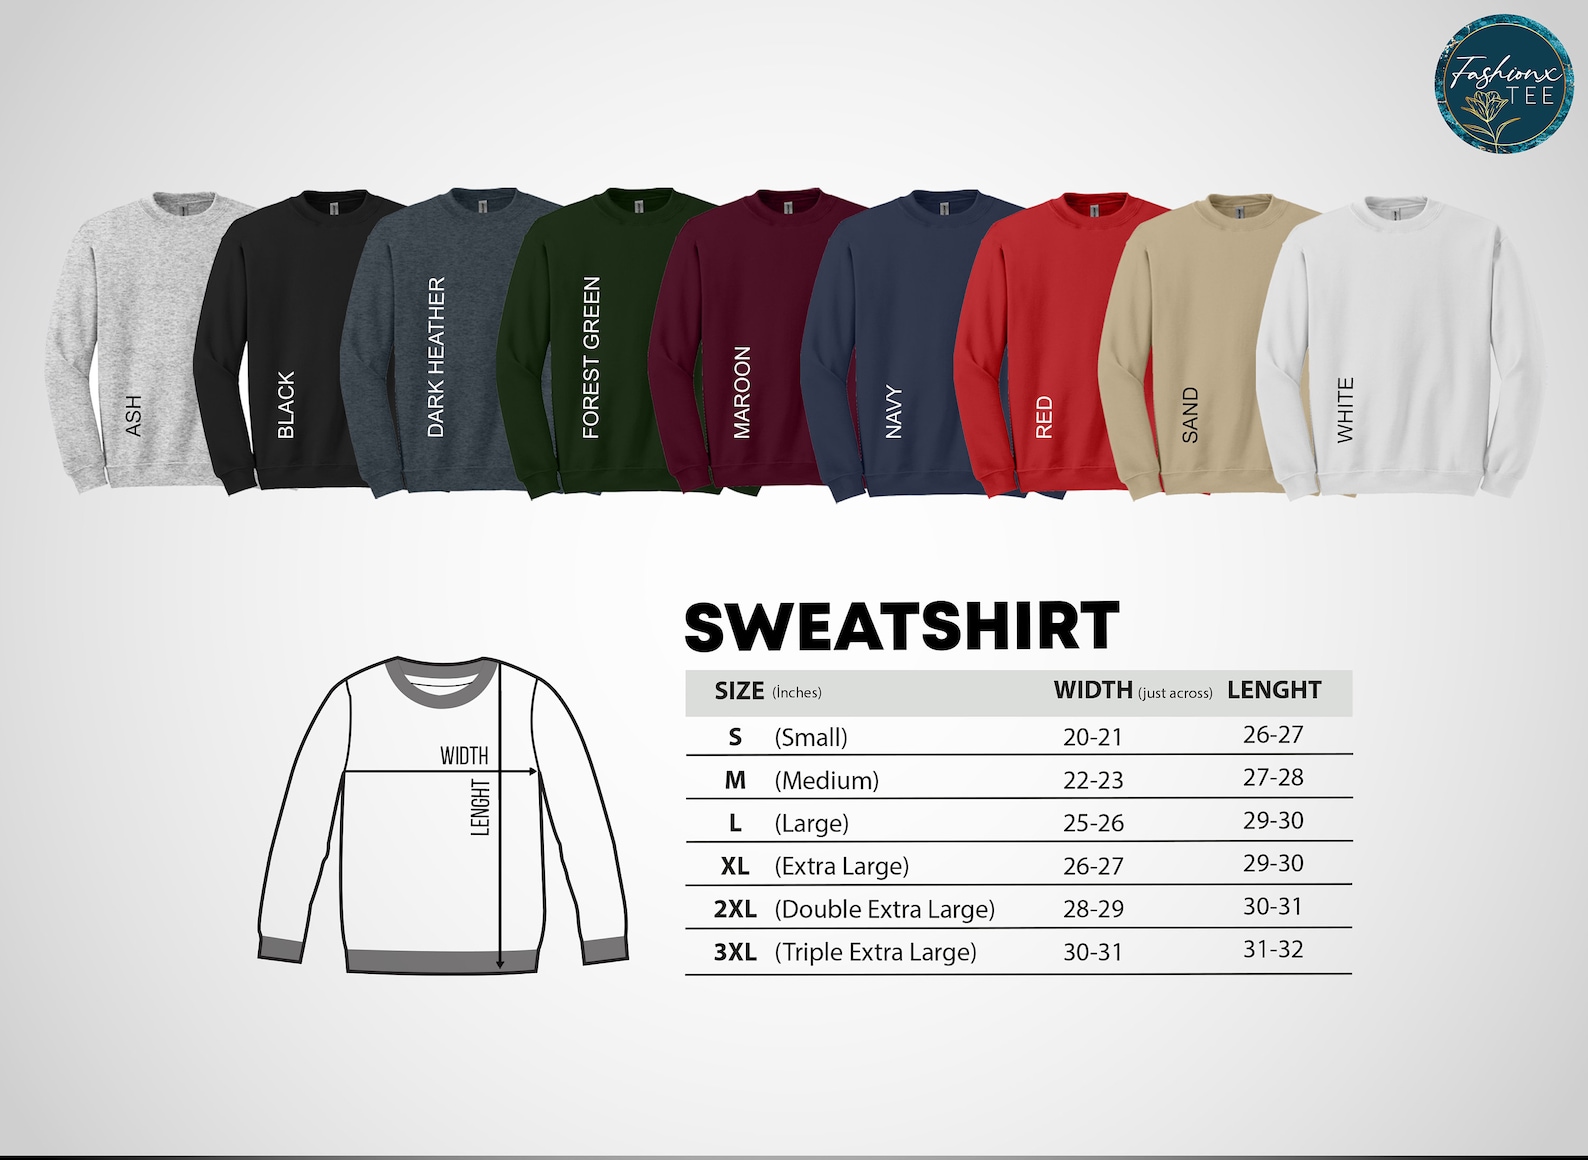 Fashionx
TEE
ASH
BLACK
DARK HEATHER
FOREST GREEN
MAROON
NAVY
RED
SAND
WHITE
SWEATSHIRT
SIZE (İnches) WIDTH (just across) LENGHT
S (Small) 20-21 26-27
M (Medium) 22-23 27-28
L (Large) 25-26 29-30
XL (Extra Large) 26-27 29-30
2XL (Double Extra Large) 28-29 30-31
3XL (Triple Extra Large) 30-31 31-32
WIDTH
LENGHT